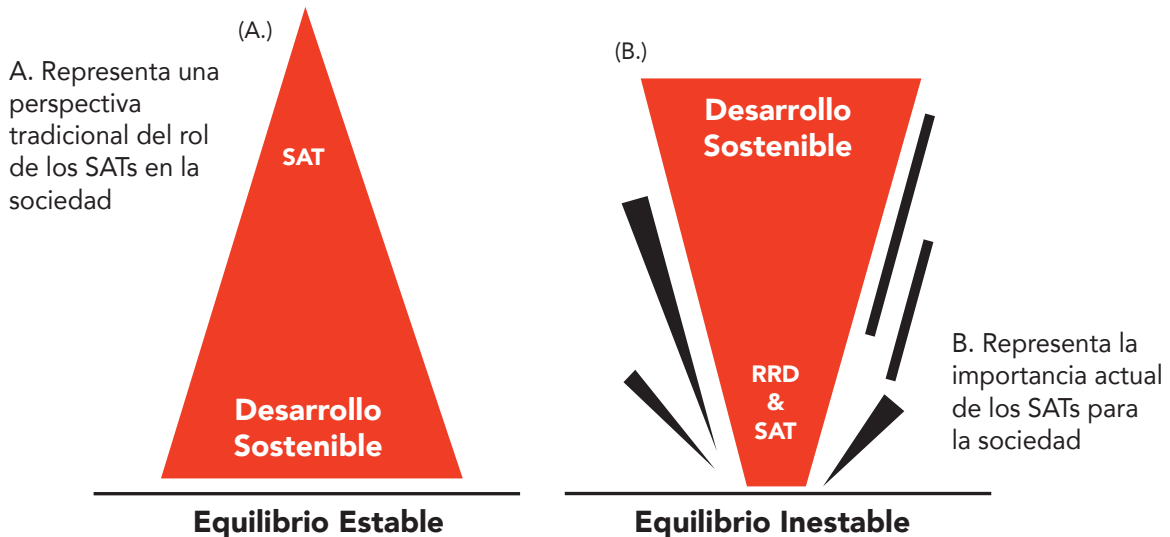 (A.)
A. Representa una
perspectiva
tradicional del rol
de los SATs en la
sociedad
SAT
Desarrollo
Sostenible
Equilibrio Estable
(B.)
Desarrollo
Sostenible
RRD
&
SAT
B. Representa la
importancia actual
de los SATs para
la sociedad
Equilibrio Inestable